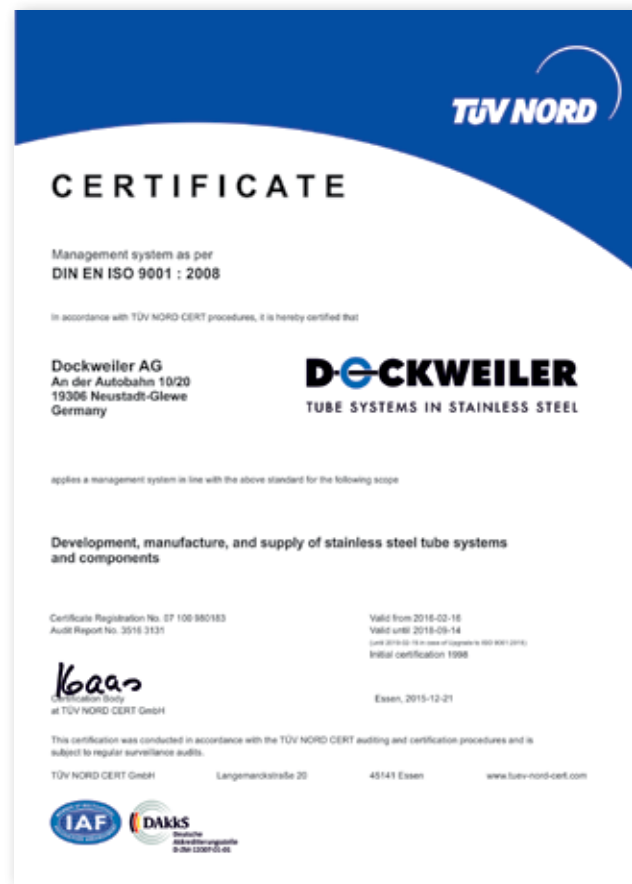 TÜV NORD
CERTIFICATE
Management system as per
DIN EN ISO 9001 : 2008
In accordance with TÜV NORD CERT procedures, it is hereby certified that
Dockweiler AG
An der Autobahn 10/20
19306 Neustadt-Glewe
Germany
DOCKWEILER
TUBE SYSTEMS IN STAINLESS STEEL
applies a management system in line with the above standard for the following scope
Development, manufacture, and supply of stainless steel tube systems
and components
Certificate Registration No. 07 100 980183
Audit Report No. 3516 3131
Valid from 2016-02-16
Valid until 2018-09-14
Initial certification 1998
Certification Body
at TÜV NORD CERT GmbH
Essen, 2015-12-21
This certification was conducted in accordance with the TÜV NORD CERT auditing and certification procedures and is
subject to regular surveillance audits.
TÜV NORD CERT GmbH Langemarckstraße 20 45141 Essen www.tuev-nord-cert.com
IAF
DAkkS
Deutsche
Akkreditierungsstelle